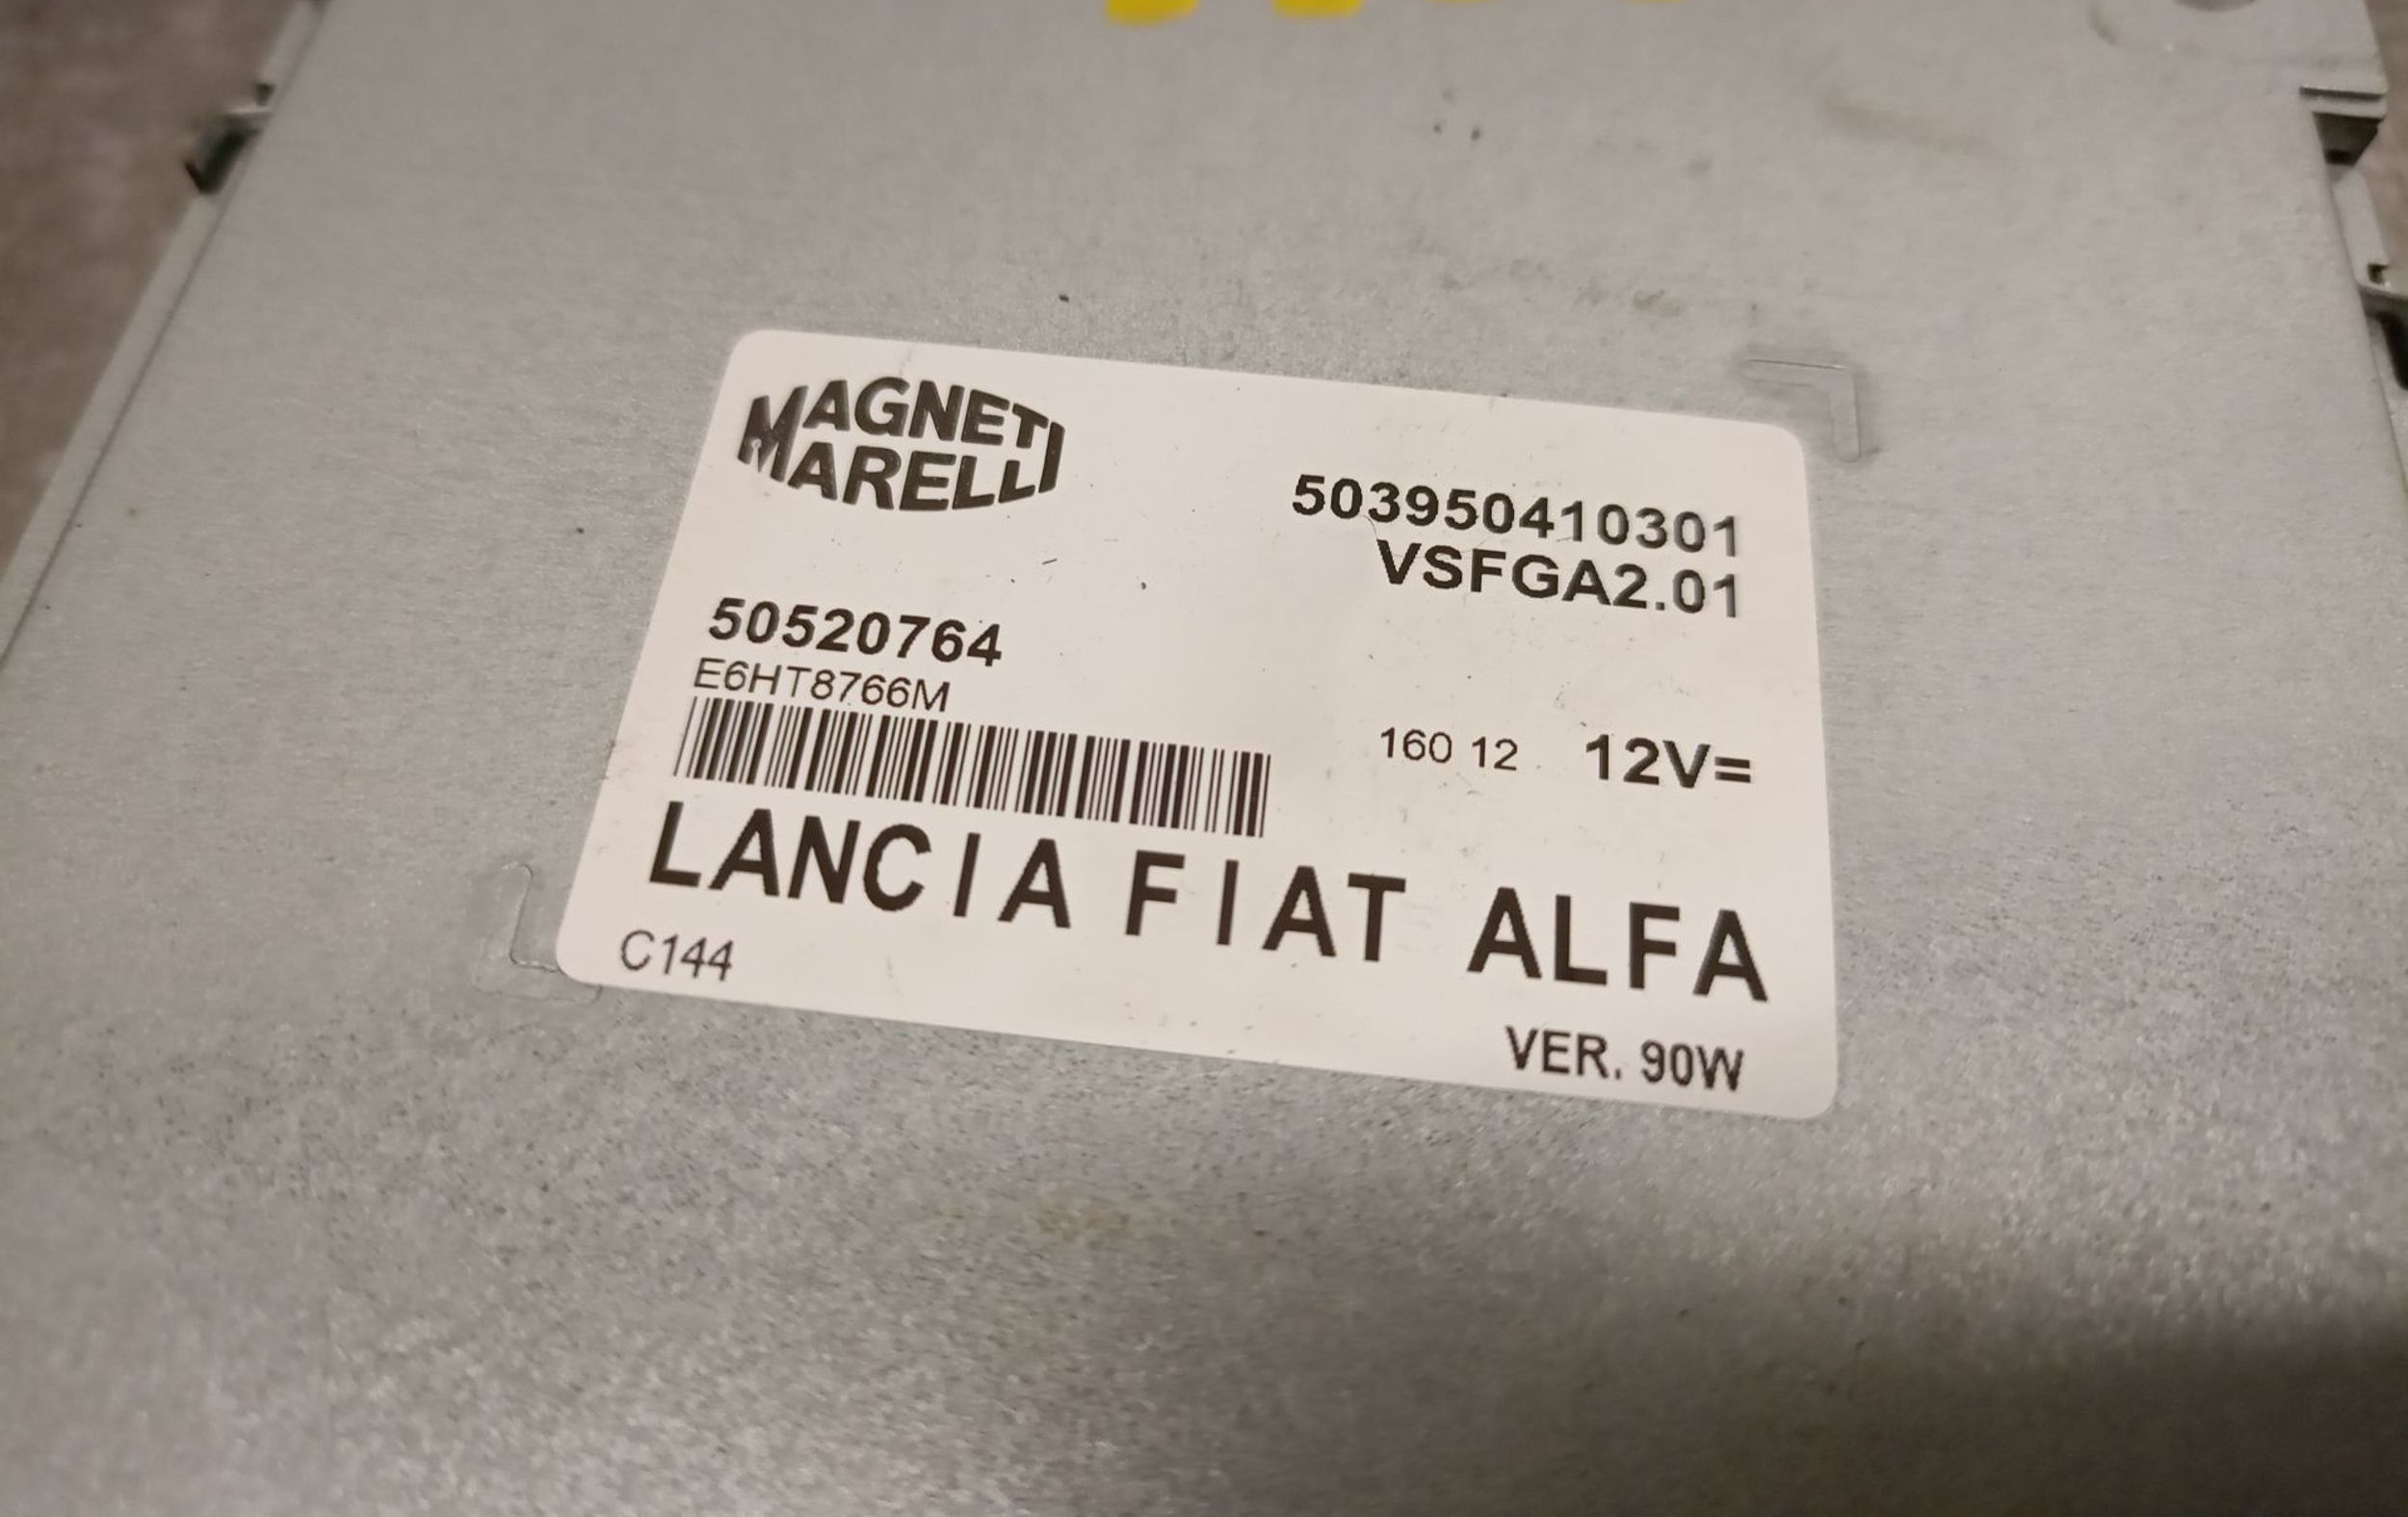 MAGNETI
MARELLI
503950410301
VSFGA2.01
50520764
E6HT8766M
160 12 12V=
LANCIA FIAT ALFA
C144
VER. 90W